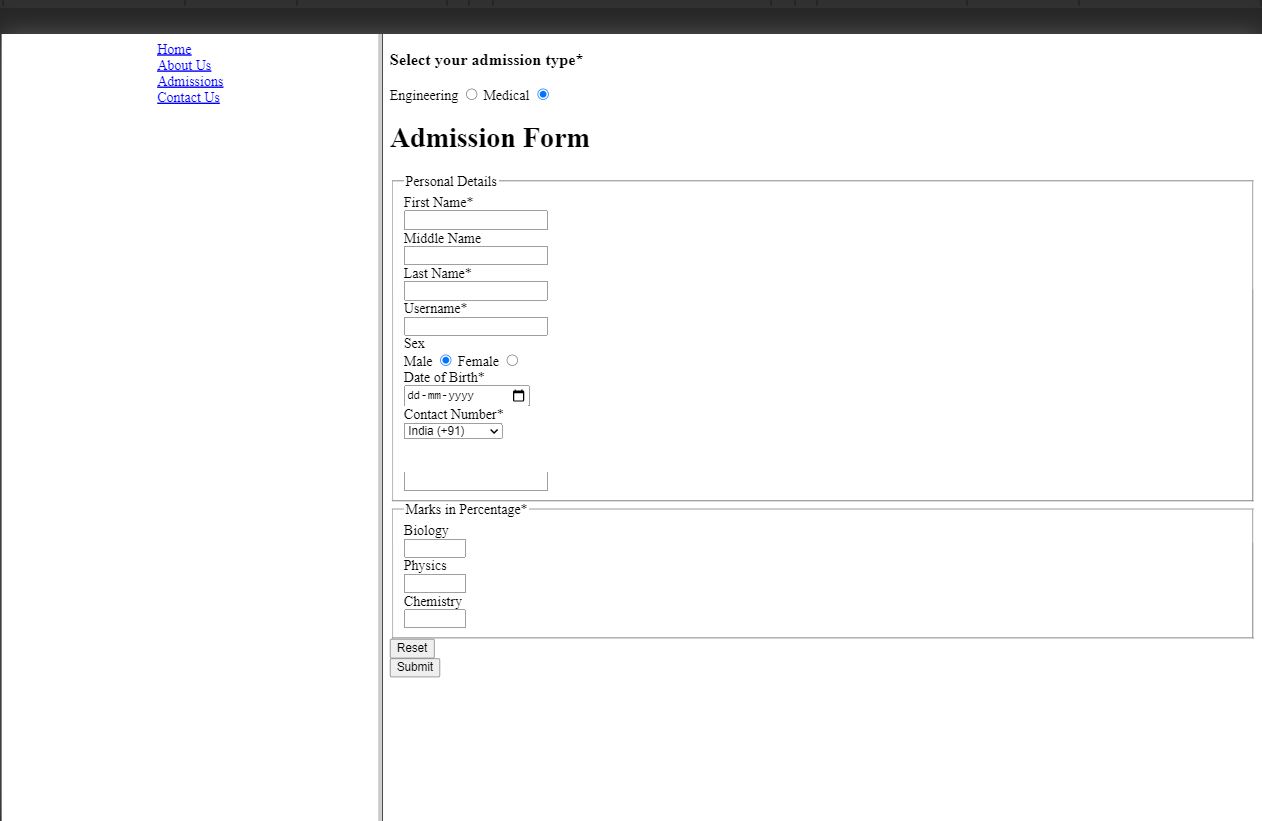 Home
About Us
Admissions
Contact Us
Select your admission type*
Engineering Medical
Admission Form
Personal Details
First Name*
Middle Name
Last Name*
Username*
Sex
Male Female
Date of Birth*
dd-mm-yyyy
Contact Number*
India (+91)
Marks in Percentage*
Biology
Physics
Chemistry
Reset
Submit